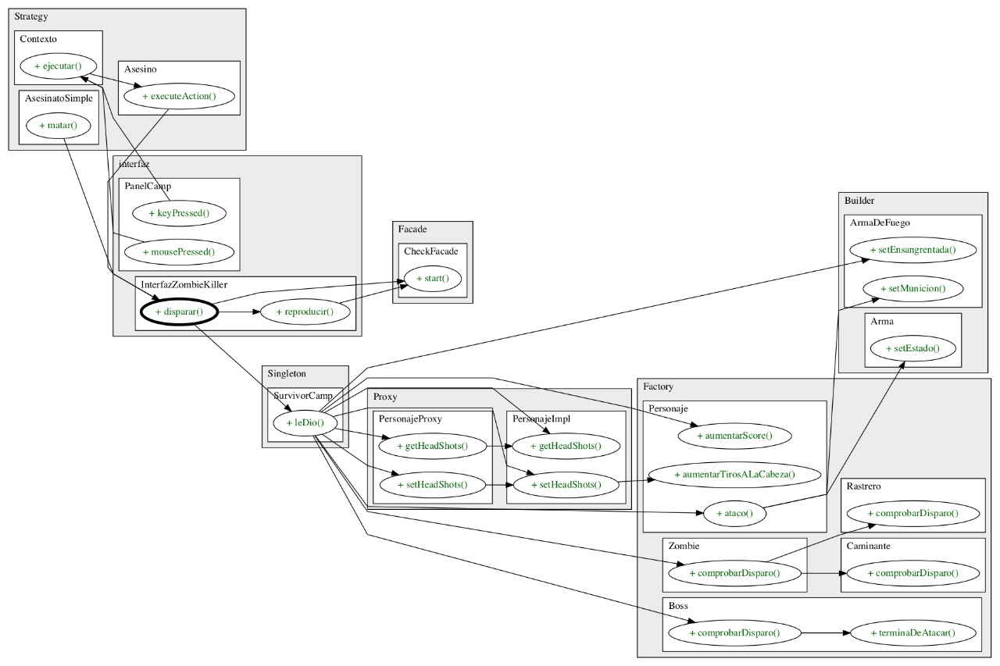 Strategy
Contexto
+ ejecutar()
Asesino
+ executeAction()
AsesinatoSimple
+ matar()
interfaz
PanelCamp
+ keyPressed()
+ mousePressed()
InterfazZombieKiller
+ disparar()
+ reproducir()
Facade
CheckFacade
+ start()
Builder
ArmaDeFuego
+ setEnsangrentada()
+ setMunicion()
Arma
+ setEstado()
Singleton
SurvivorCamp
+ leDio()
Proxy
PersonajeProxy
+ getHeadShots()
+ setHeadShots()
PersonajeImpl
+ getHeadShots()
+ setHeadShots()
Factory
Personaje
+ aumentarScore()
+ aumentarTirosALaCabeza()
+ ataco()
Rastrero
+ comprobarDisparo()
Zombie
+ comprobarDisparo()
Caminante
+ comprobarDisparo()
Boss
+ comprobarDisparo()
+ terminaDeAtacar()